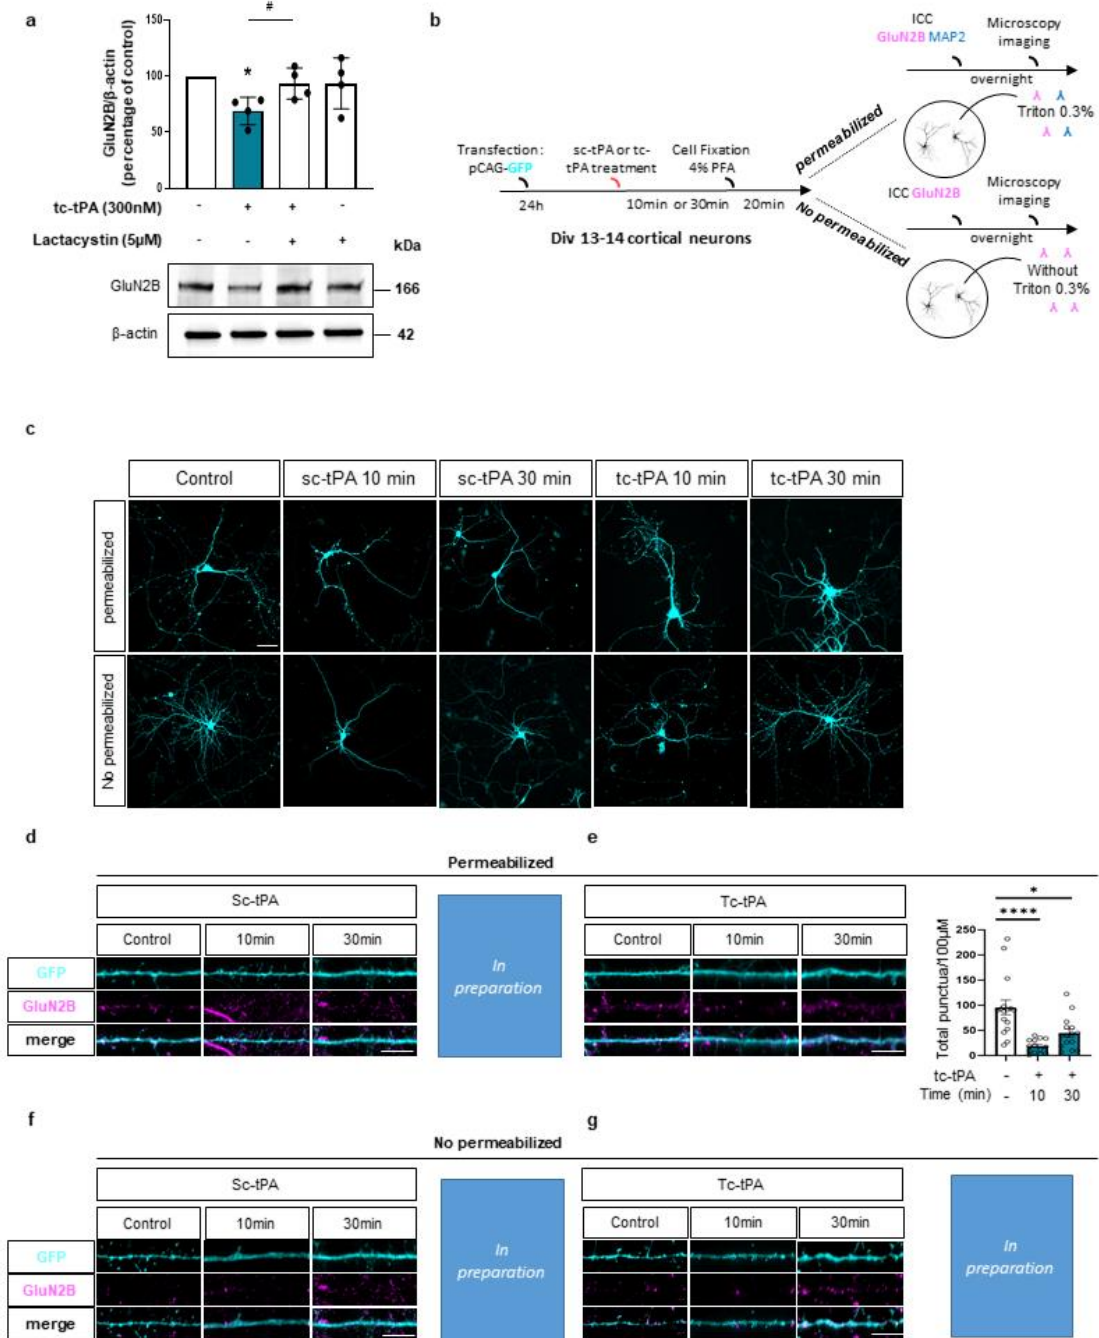 a
#
GluN2B/β-actin
(percentage of control)
150
100
50
0
*
tc-tPA (300nM)
- + + -
Lactacystin (5µM)
- - + +
kDa
GluN2B
166
β-actin
42
b
Transfection:
pCAG-GFP
sc-tPA or tc-
tPA treatment
Cell Fixation
4% PFA
24h
10min or 30min
20min
Div 13-14 cortical neurons
permeabilized
No permeabilized
ICC
GluN2B MAP2
Microscopy
imaging
overnight
Triton 0.3%
ICC GluN2B
Microscopy
imaging
overnight
Without
Triton 0.3%
c
Control
sc-tPA 10 min
sc-tPA 30 min
tc-tPA 10 min
tc-tPA 30 min
permeabilized
No permeabilized
d
e
Permeabilized
Sc-tPA
Control
10min
30min
GFP
GluN2B
merge
In
preparation
Tc-tPA
Control
10min
30min
*
****
Total punctua/100µM
250
200
150
100
50
0
tc-tPA - + +
Time (min) - 10 30
f
g
No permeabilized
Sc-tPA
Control
10min
30min
GFP
GluN2B
merge
In
preparation
Tc-tPA
Control
10min
30min
In
preparation